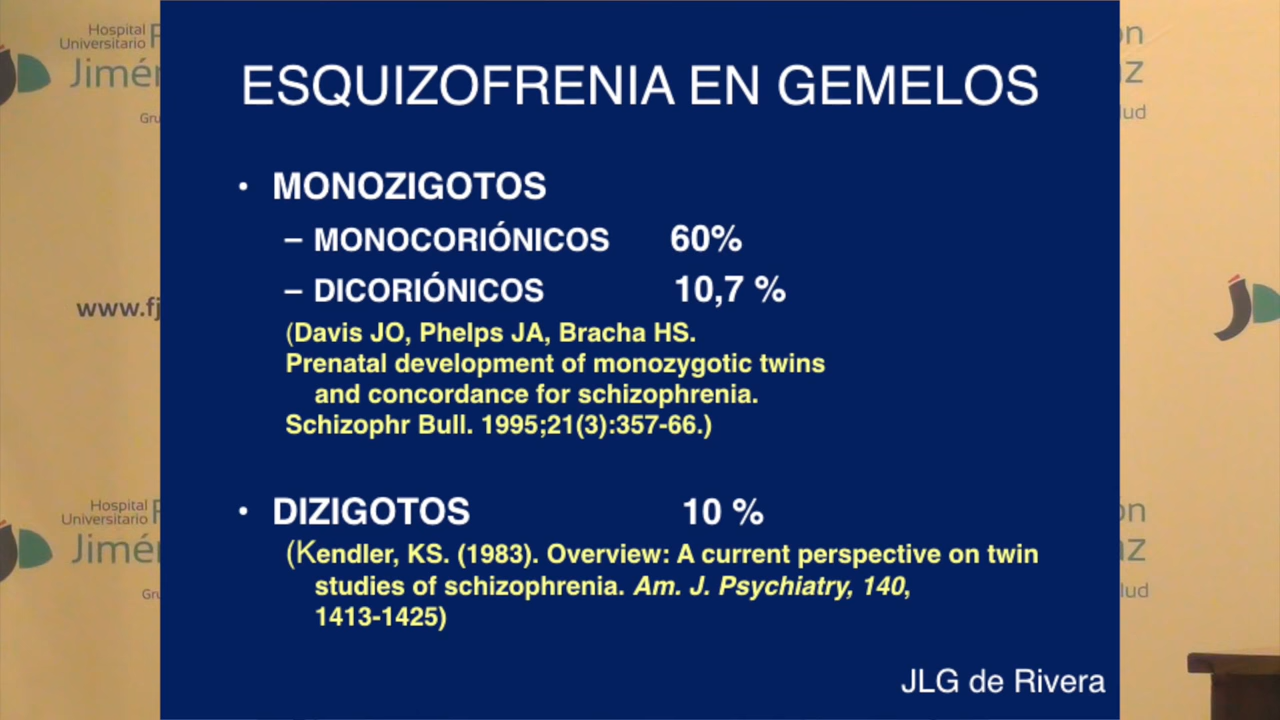 ESQUIZOFRENIA EN GEMELOS
• MONOZIGOTOS
– MONOCORIÓNICOS 60%
– DICORIÓNICOS 10,7 %
(Davis JO, Phelps JA, Bracha HS.
Prenatal development of monozygotic twins
and concordance for schizophrenia.
Schizophr Bull. 1995;21(3):357-66.)
• DIZIGOTOS 10 %
(Kendler, KS. (1983). Overview: A current perspective on twin
studies of schizophrenia. Am. J. Psychiatry, 140,
1413-1425)
JLG de Rivera
Hospital
Universitario
www.fj
Hospital
Universitario